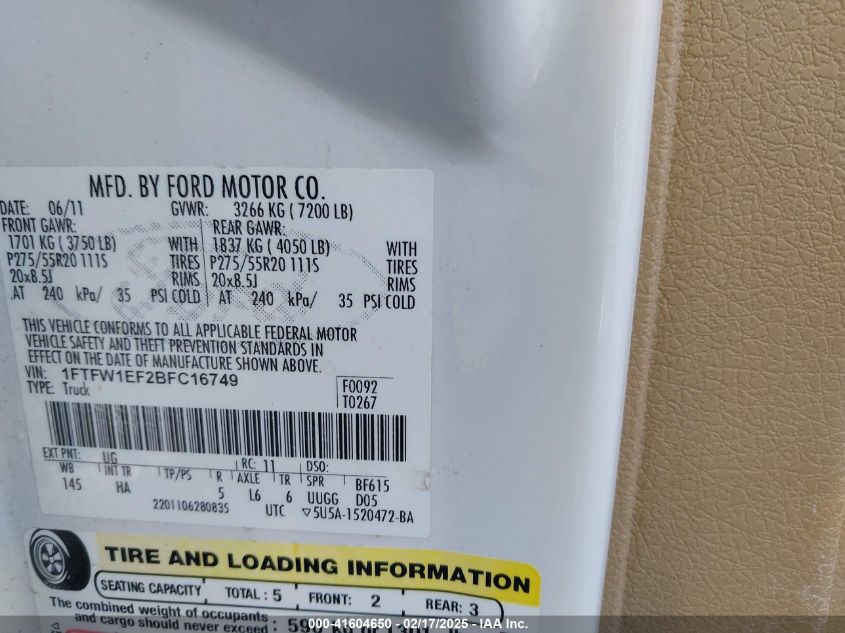 MFD. BY FORD MOTOR CO.
DATE: 06/11 GVWR: 3266 KG ( 7200 LB)
FRONT GAWR: REAR GAWR:
1701 KG ( 3750 LB) WITH 1837 KG ( 4050 LB) WITH
P275/55R20 111S TIRES P275/55R20 111S TIRES
20x8.5J RIMS 20x8.5J RIMS
AT 240 kPa/ 35 PSI COLD AT 240 kPa/ 35 PSI COLD
THIS VEHICLE CONFORMS TO ALL APPLICABLE FEDERAL MOTOR
VEHICLE SAFETY AND THEFT PREVENTION STANDARDS IN
EFFECT ON THE DATE OF MANUFACTURE SHOWN ABOVE.
VIN: 1FTFW1EF2BFC16749 F0092
TYPE: Truck T0267
EXT PNT: UG RC: 11 DSO:
WB INT TR TP/PS R AXLE TR SPR BF615
145 HA 5 L6 6 UUGG D05
2201106280835 UTC ▽5U5A-1520472-BA
TIRE AND LOADING INFORMATION
SEATING CAPACITY TOTAL : 5 FRONT: 2 REAR: 3
The combined weight of occupants
and cargo should never exceed :
000-41604650 - 02/17/2025 - IAA Inc.